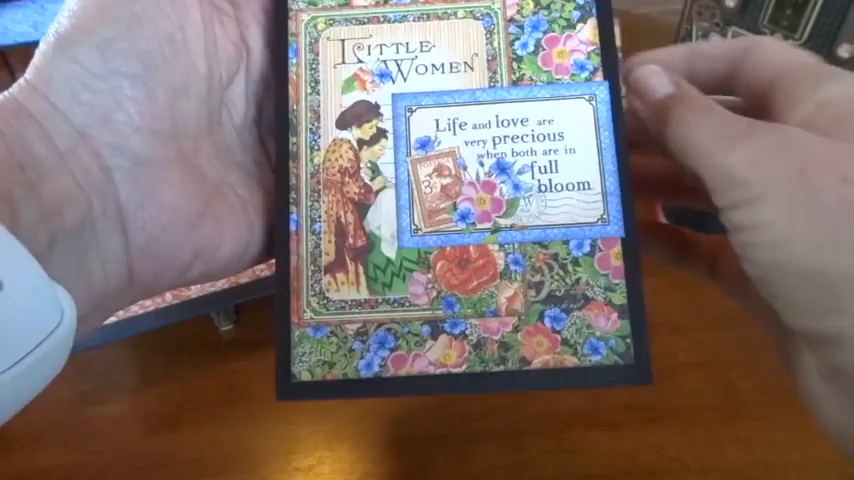 LITTLE
WOMEN
Life and love are
very precious
when both are in
full
bloom